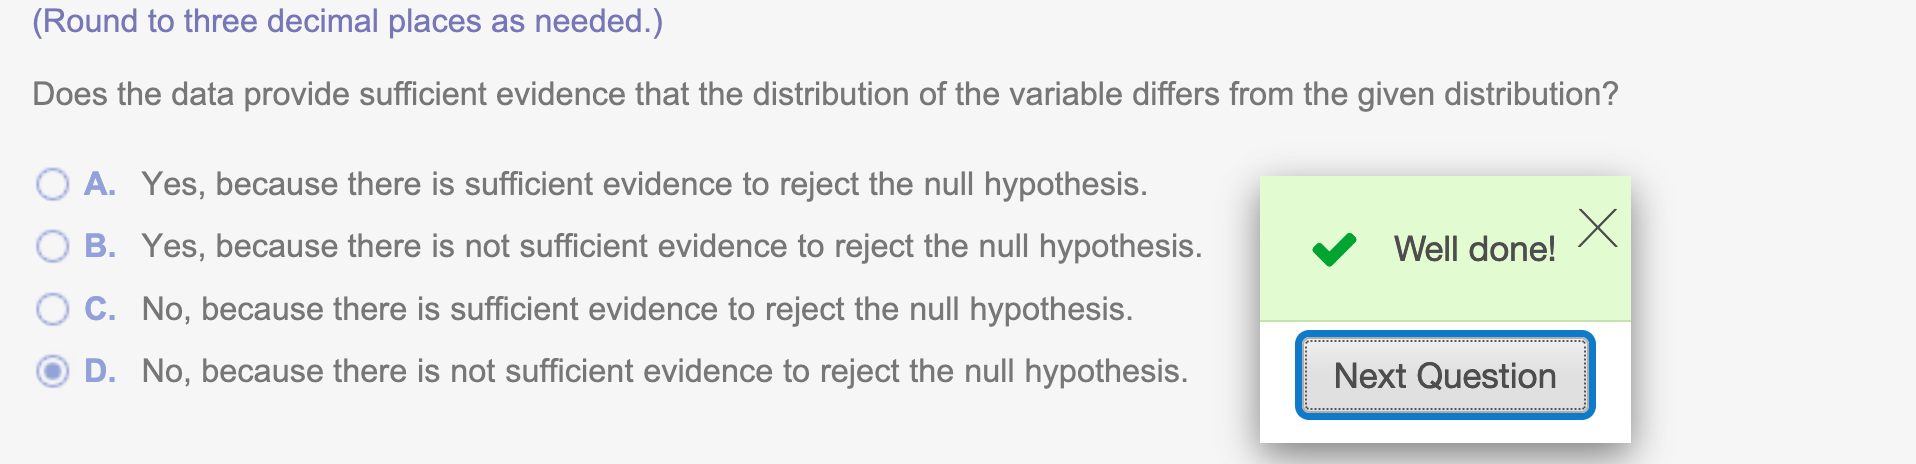 (Round to three decimal places as needed.)
Does the data provide sufficient evidence that the distribution of the variable differs from the given distribution?
A. Yes, because there is sufficient evidence to reject the null hypothesis.
B. Yes, because there is not sufficient evidence to reject the null hypothesis.
C. No, because there is sufficient evidence to reject the null hypothesis.
D. No, because there is not sufficient evidence to reject the null hypothesis.
Well done!
Next Question